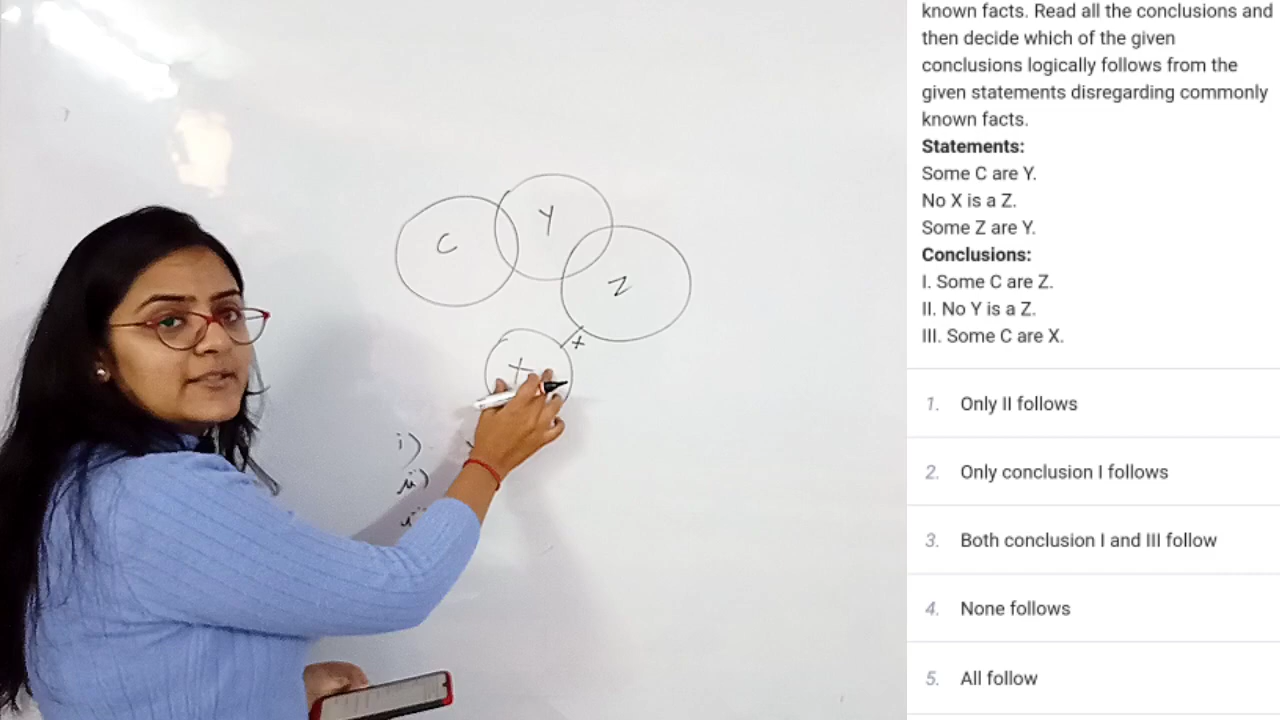 known facts. Read all the conclusions and
then decide which of the given
conclusions logically follows from the
given statements disregarding commonly
known facts.
Statements:
Some C are Y.
No X is a Z.
Some Z are Y.
Conclusions:
I. Some C are Z.
II. No Y is a Z.
III. Some C are X.
1. Only II follows
2. Only conclusion I follows
3. Both conclusion I and III follow
4. None follows
5. All follow
C
Y
Z
i)
ii)